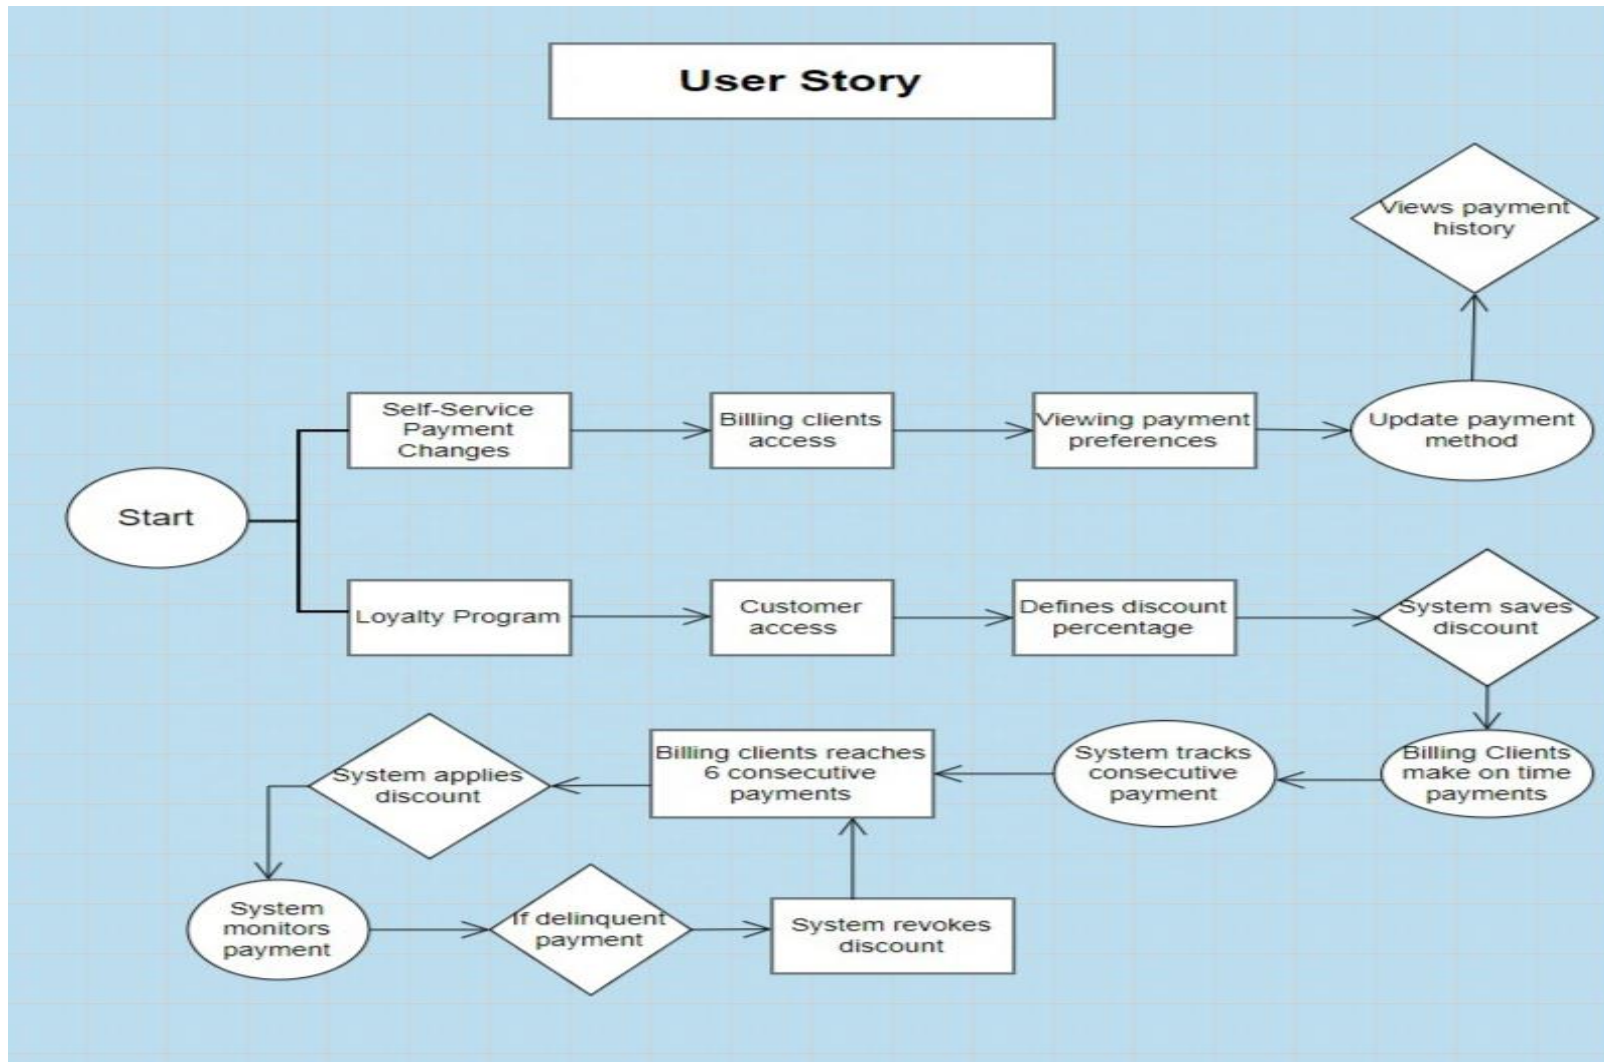 User Story
Views payment
history
Self-Service
Payment
Changes
Billing clients
access
Viewing payment
preferences
Update payment
method
Start
Loyalty Program
Customer
access
Defines discount
percentage
System saves
discount
Billing Clients
make on time
payments
System tracks
consecutive
payment
Billing clients reaches
6 consecutive
payments
System applies
discount
System
monitors
payment
If delinquent
payment
System revokes
discount